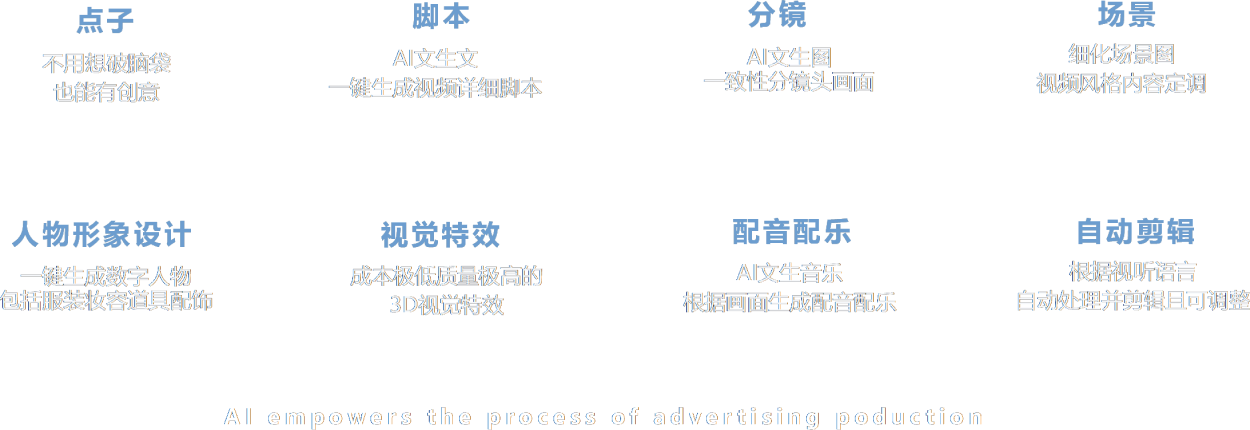 点子
不用想破脑袋
也能有创意
脚本
AI文生文
一键生成视频详细脚本
分镜
AI文生图
一致性分镜头画面
场景
细化场景图
视频风格内容定调
人物形象设计
一键生成数字人物
包括服装妆容道具配饰
视觉特效
成本极低质量极高的
3D视觉特效
配音配乐
AI文生音乐
根据画面生成配音配乐
自动剪辑
根据视听语言
自动处理并剪辑且可调整
AI empowers the process of advertising poduction